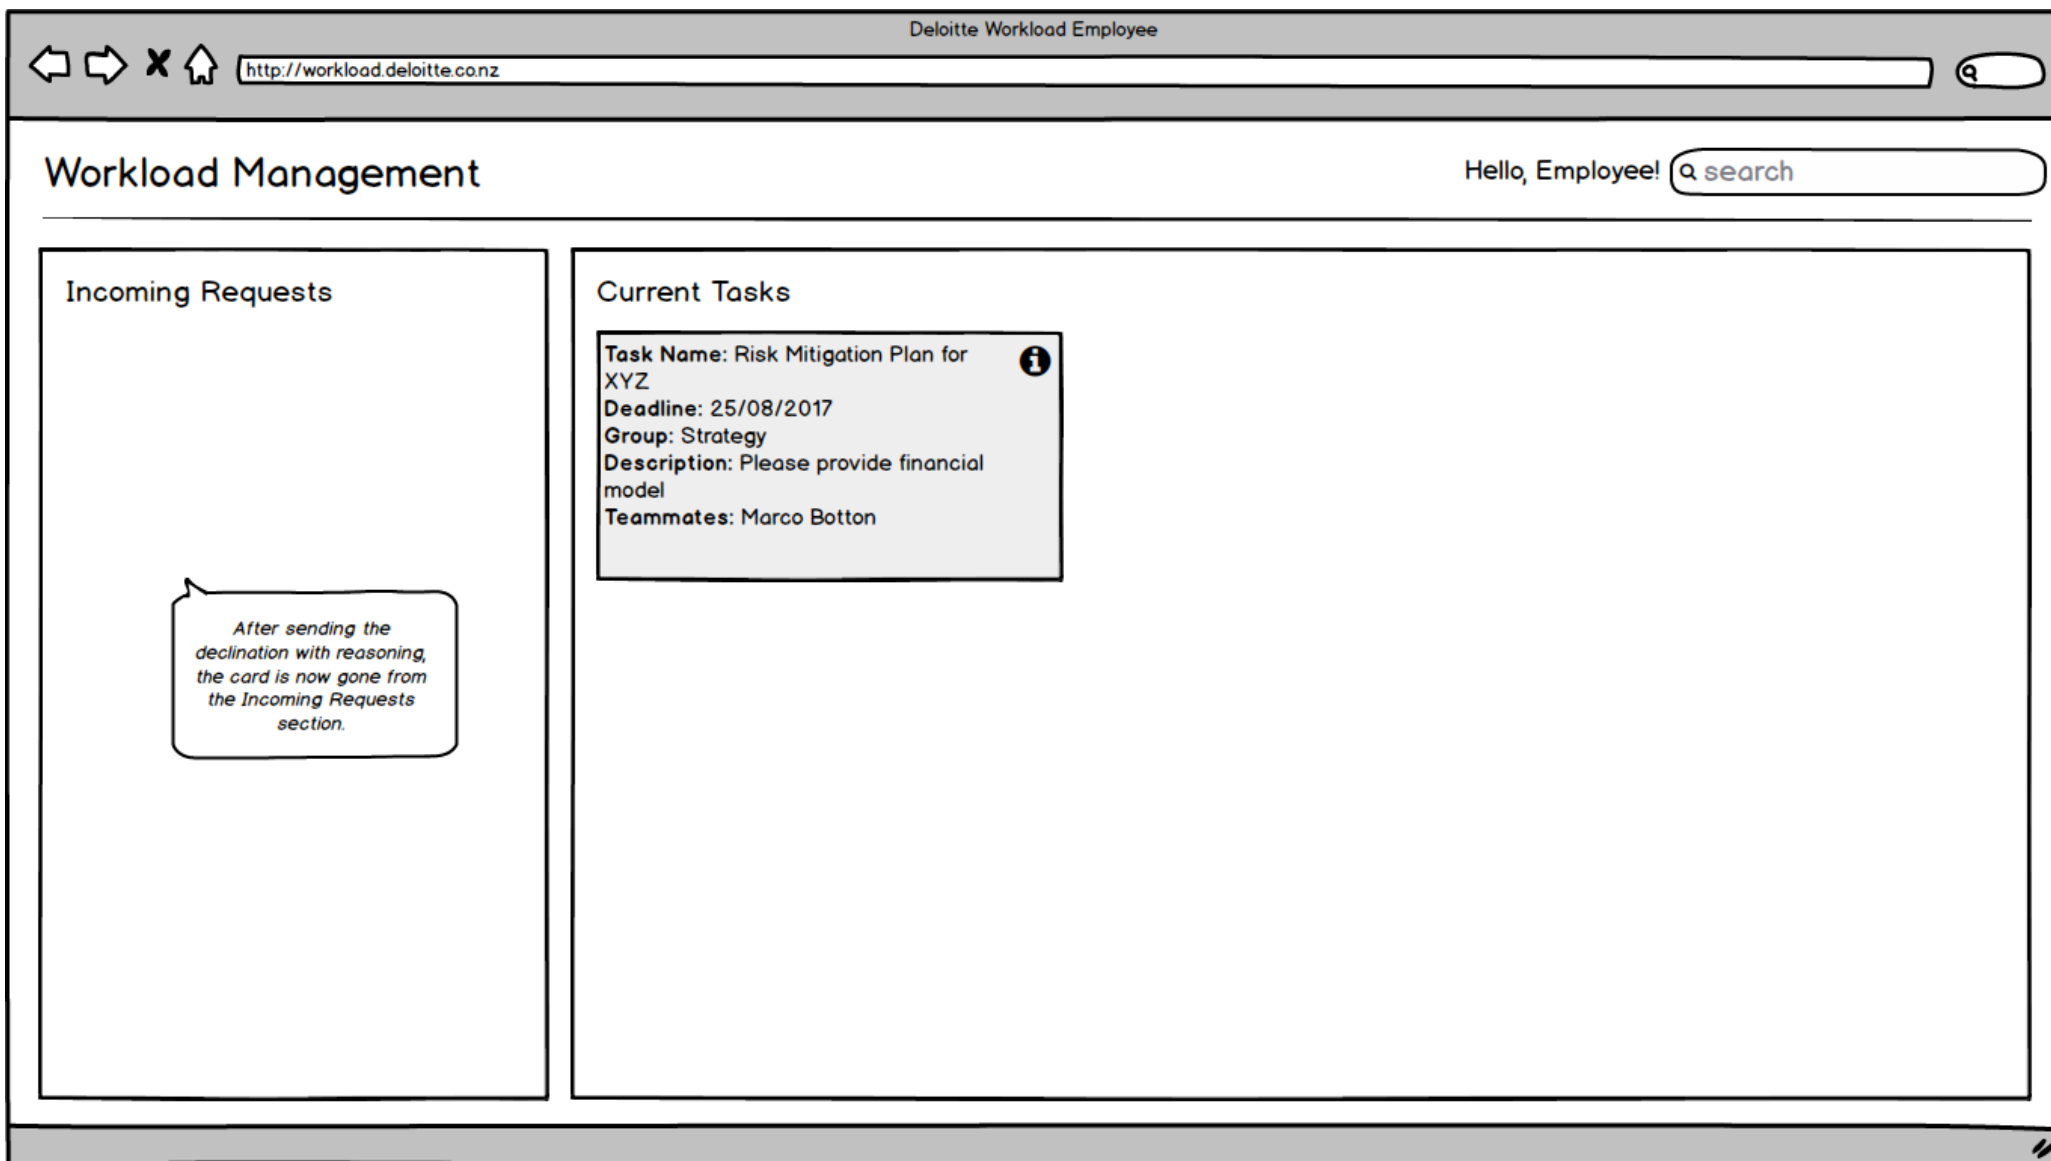 Deloitte Workload Employee
http://workload.deloitte.co.nz
Workload Management
Hello, Employee!
search
Incoming Requests
After sending the
declination with reasoning,
the card is now gone from
the Incoming Requests
section.
Current Tasks
Task Name: Risk Mitigation Plan for
XYZ
Deadline: 25/08/2017
Group: Strategy
Description: Please provide financial
model
Teammates: Marco Botton